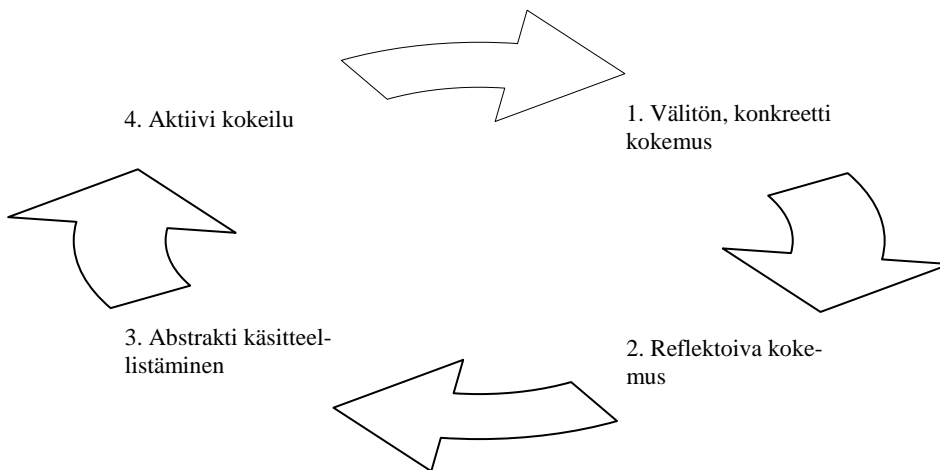 4. Aktiivi kokeilu
1. Välitön, konkreetti
kokemus
3. Abstrakti käsitteel-
listäminen
2. Reflektoiva koke-
mus